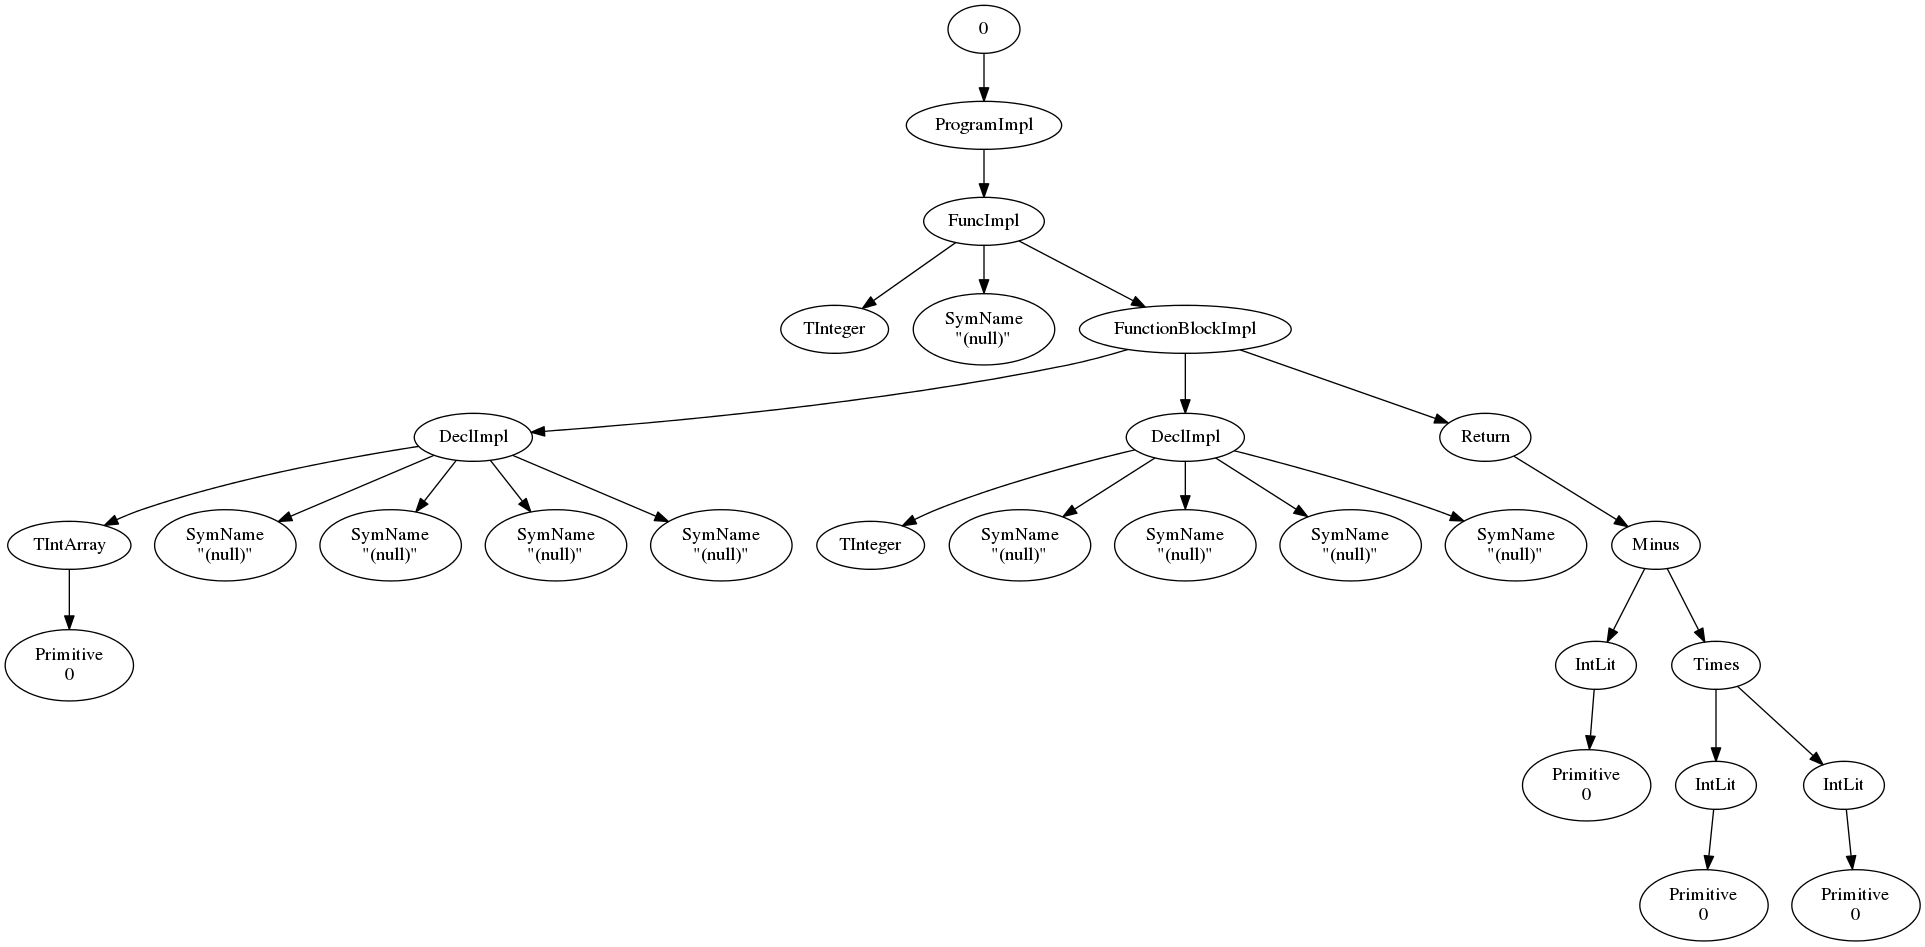 0
ProgramImpl
FuncImpl
TInteger
SymName
"(null)"
FunctionBlockImpl
DeclImpl
DeclImpl
Return
TIntArray
SymName
"(null)"
SymName
"(null)"
SymName
"(null)"
SymName
"(null)"
TInteger
SymName
"(null)"
SymName
"(null)"
SymName
"(null)"
SymName
"(null)"
Minus
Primitive
0
IntLit
Times
Primitive
0
IntLit
IntLit
Primitive
0
Primitive
0